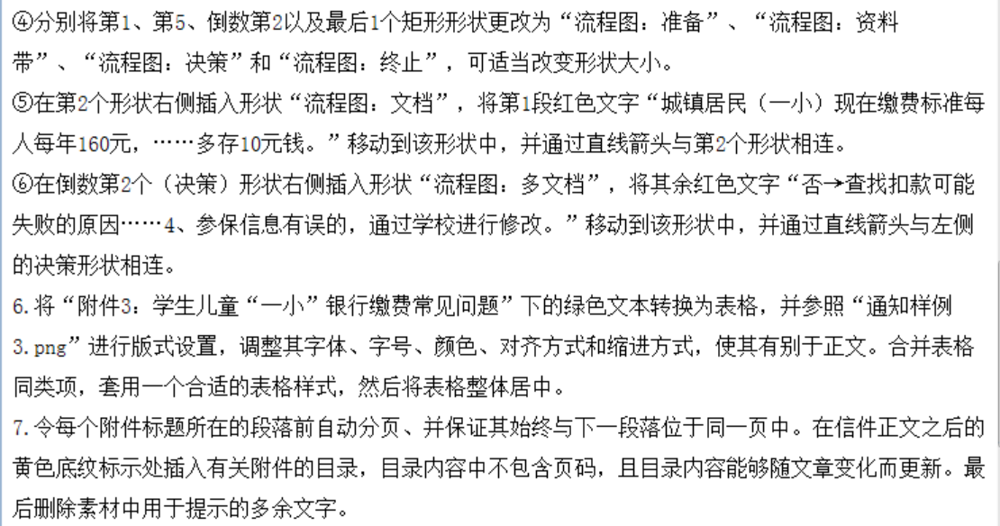 ④分别将第1、第5、倒数第2以及最后1个矩形形状更改为“流程图：准备”、“流程图：资料
带”、“流程图：决策”和“流程图：终止”，可适当改变形状大小。
⑤在第2个形状右侧插入形状“流程图：文档”，将第1段红色文字“城镇居民（一小）现在缴费标准每
人每年160元，……多存10元钱。”移动到该形状中，并通过直线箭头与第2个形状相连。
⑥在倒数第2个（决策）形状右侧插入形状“流程图：多文档”，将其余红色文字“否→查找扣款可能
失败的原因……4、参保信息有误的，通过学校进行修改。”移动到该形状中，并通过直线箭头与左侧
的决策形状相连。
6.将“附件3：学生儿童“一小”银行缴费常见问题”下的绿色文本转换为表格，并参照“通知样例
3.png”进行版式设置，调整其字体、字号、颜色、对齐方式和缩进方式，使其有别于正文。合并表格
同类项，套用一个合适的表格样式，然后将表格整体居中。
7.令每个附件标题所在的段落前自动分页、并保证其始终与下一段落位于同一页中。在信件正文之后的
黄色底纹标示处插入有关附件的目录，目录内容中不包含页码，且目录内容能够随文章变化而更新。最
后删除素材中用于提示的多余文字。